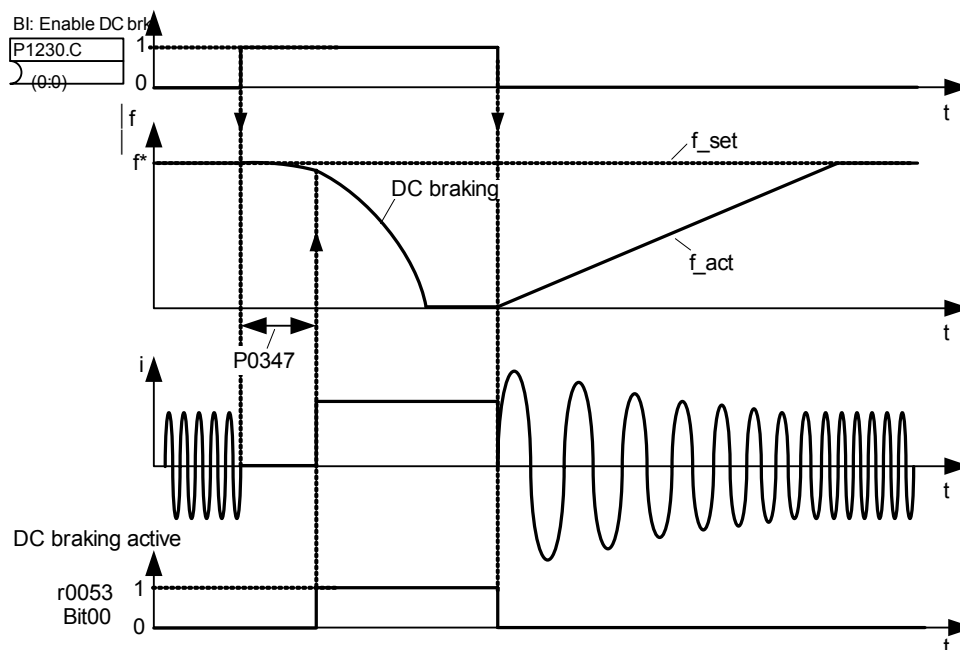 BI: Enable DC brk
P1230.C
(0:0)
1
0
t
f
f*
f_set
DC braking
f_act
t
P0347
i
t
DC braking active
r0053
Bit00
1
0
t